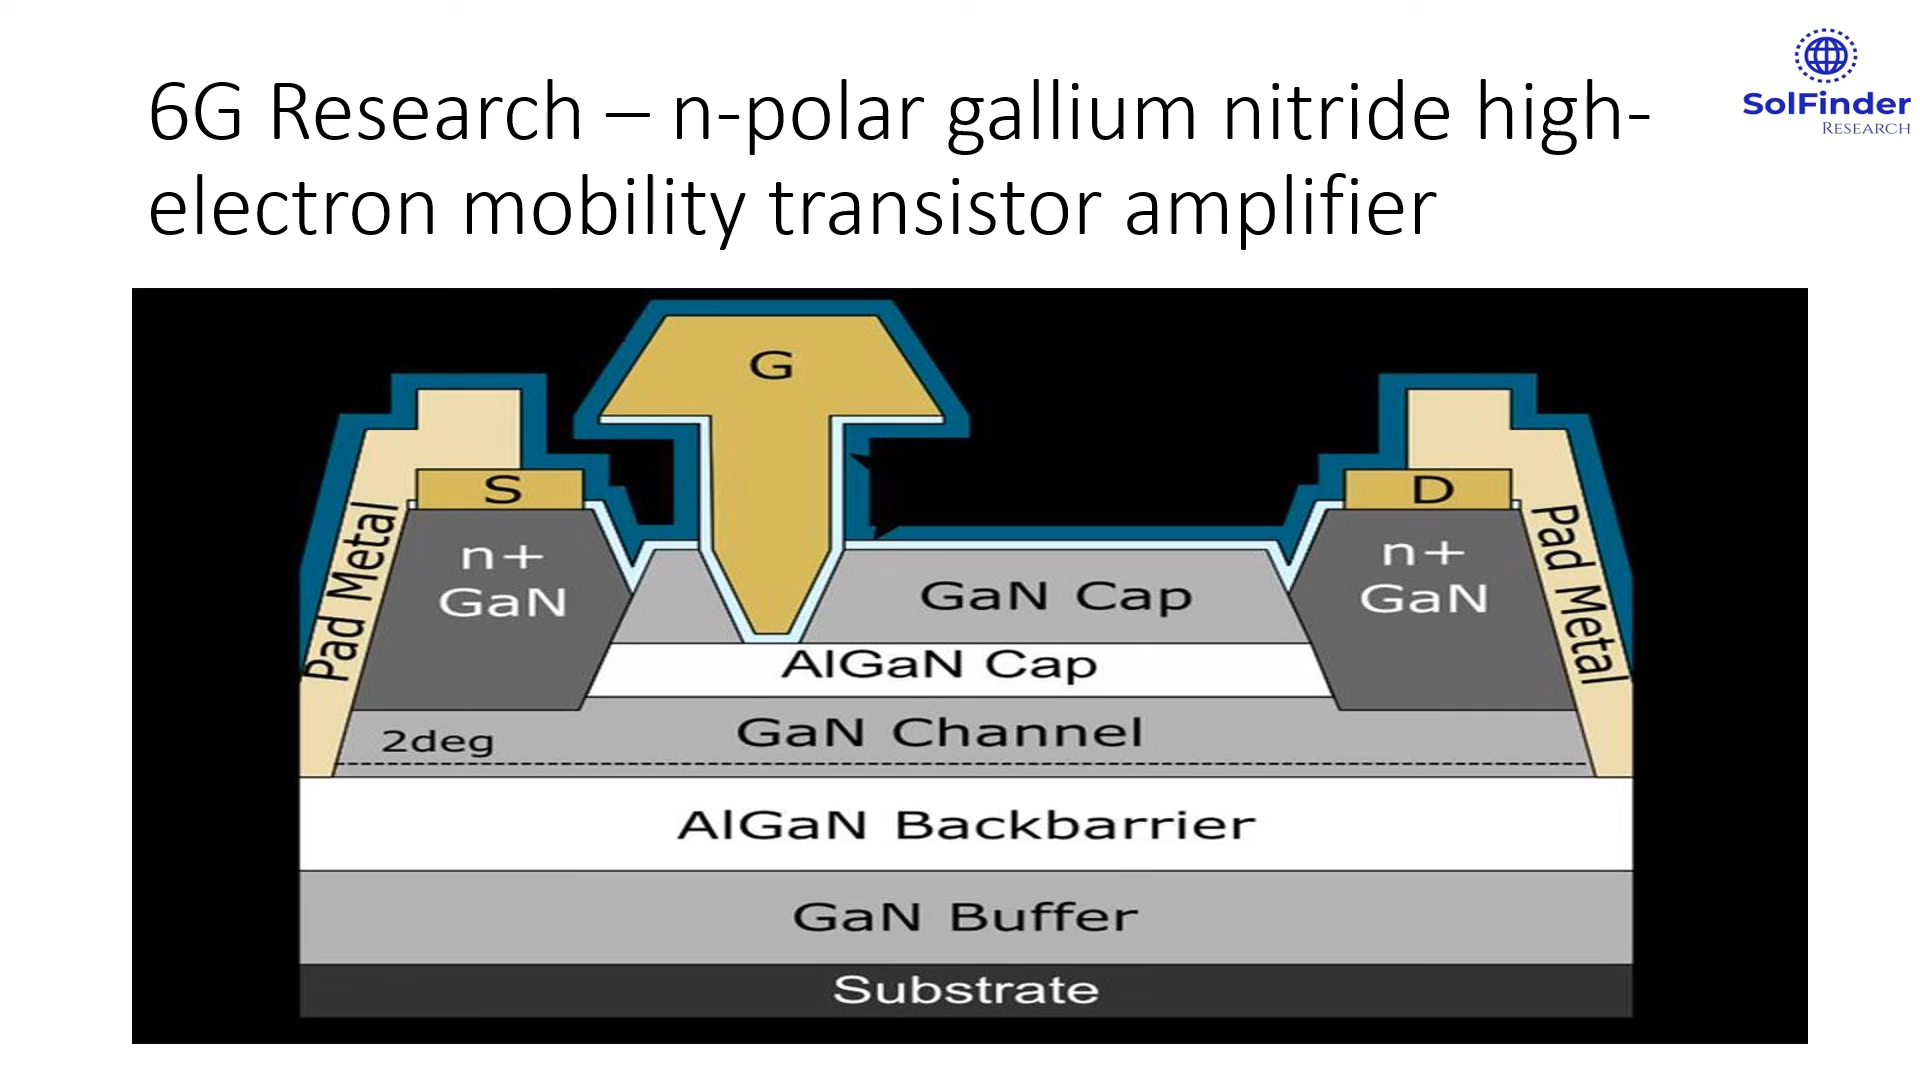 6G Research – n-polar gallium nitride high-
electron mobility transistor amplifier
SolFinder
RESEARCH
G
S
D
Pad Metal
n+
GaN
n+
GaN
Pad Metal
GaN Cap
AlGaN Cap
GaN Channel
2deg
AlGaN Backbarrier
GaN Buffer
Substrate